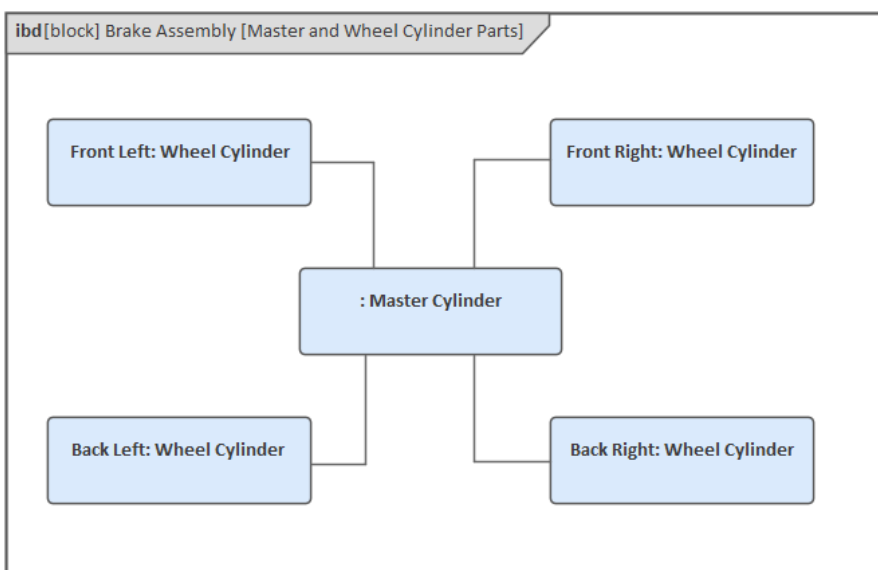 ibd[block] Brake Assembly [Master and Wheel Cylinder Parts]
Front Left: Wheel Cylinder
Front Right: Wheel Cylinder
: Master Cylinder
Back Left: Wheel Cylinder
Back Right: Wheel Cylinder